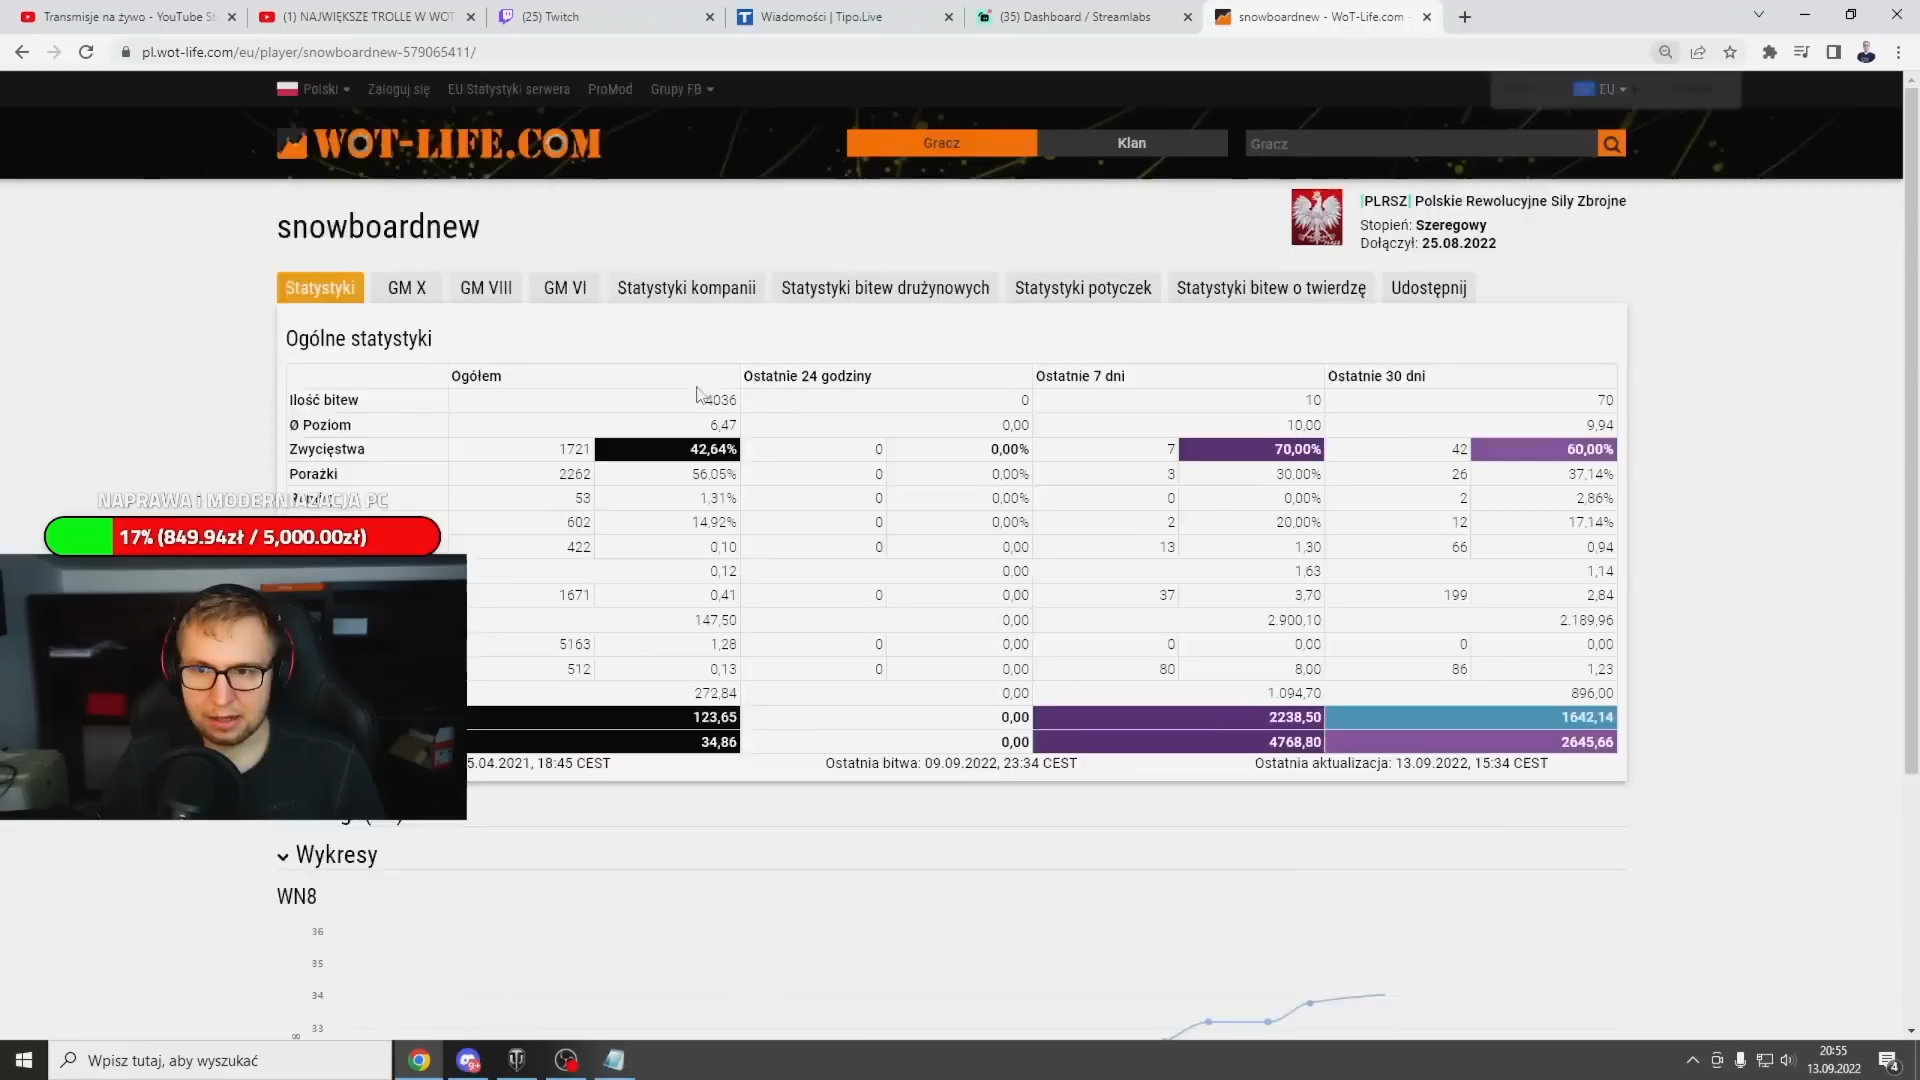 Transmisje na żywo - YouTube St
(1) NAJWIĘKSZE TROLLE W WOT
(25) Twitch
Wiadomości | Tipo.Live
(35) Dashboard / Streamlabs
snowboardnew - WoT-Life.com -
pl.wot-life.com/eu/player/snowboardnew-579065411/
Polski Zaloguj się EU Statystyki serwera ProMod Grupy FB EU
WOT-LIFE.COM
Gracz Klan Gracz
snowboardnew
[PLRSZ] Polskie Rewolucyjne Sily Zbrojne
Stopień: Szeregowy
Dołączył: 25.08.2022
Statystyki GM X GM VIII GM VI Statystyki kompanii Statystyki bitew drużynowych Statystyki potyczek Statystyki bitew o twierdzę Udostępnij
Ogólne statystyki
Ogółem Ostatnie 24 godziny Ostatnie 7 dni Ostatnie 30 dni
Ilość bitew 4036 0 10 70
Ø Poziom 6,47 0,00 10,00 9,94
Zwycięstwa 1721 42,64% 0 0,00% 7 70,00% 42 60,00%
Porażki 2262 56,05% 0 0,00% 3 30,00% 26 37,14%
53 1,31% 0 0,00% 0 0,00% 2 2,86%
602 14,92% 0 0,00% 2 20,00% 12 17,14%
422 0,10 0 0,00 13 1,30 66 0,94
0,12 0,00 1,63 1,14
1671 0,41 0 0,00 37 3,70 199 2,84
147,50 0,00 2.900,10 2.189,96
5163 1,28 0 0,00 0 0,00 0 0,00
512 0,13 0 0,00 80 8,00 86 1,23
272,84 0,00 1.094,70 896,00
123,65 0,00 2238,50 1642,14
34,86 0,00 4768,80 2645,66
5.04.2021, 18:45 CEST Ostatnia bitwa: 09.09.2022, 23:34 CEST Ostatnia aktualizacja: 13.09.2022, 15:34 CEST
NAPRAWA i MODERNIZACJA PC
17% (849.94zł / 5,000.00zł)
Wykresy
WN8
36
35
34
33
Wpisz tutaj, aby wyszukać
9+
20:55
13.09.2022
4